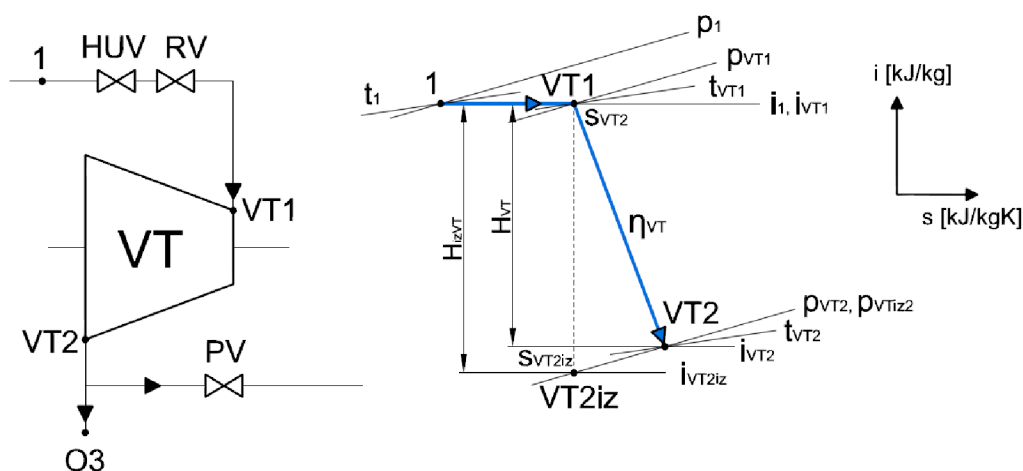 1
HUV
RV
VT1
VT
VT2
PV
O3
p₁
pVT1
tVT1
VT1
1
t₁
i₁, iVT1
sVT2
HizVT
HVT
ηVT
VT2
pVT2, pVTiz2
tVT2
iVT2
sVT2iz
iVT2iz
VT2iz
i [kJ/kg]
s [kJ/kgK]